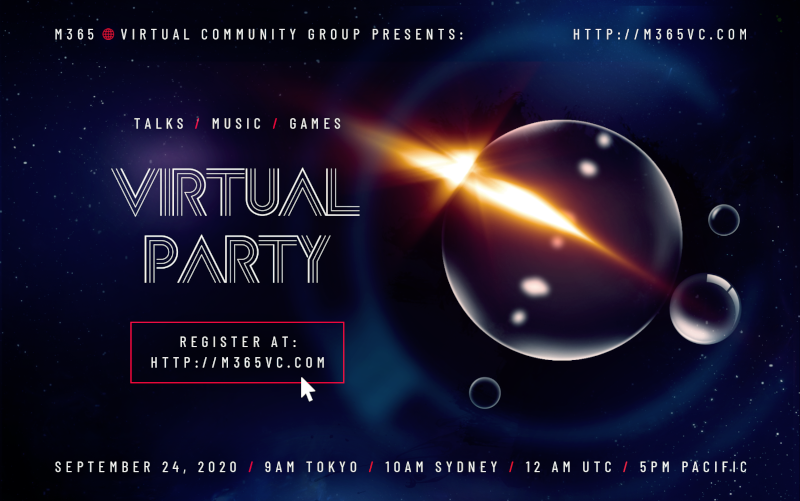 M365 VIRTUAL COMMUNITY GROUP PRESENTS:
HTTP://M365VC.COM
TALKS / MUSIC / GAMES
VIRTUAL
PARTY
REGISTER AT:
HTTP://M365VC.COM
SEPTEMBER 24, 2020 / 9AM TOKYO / 10AM SYDNEY / 12 AM UTC / 5PM PACIFIC